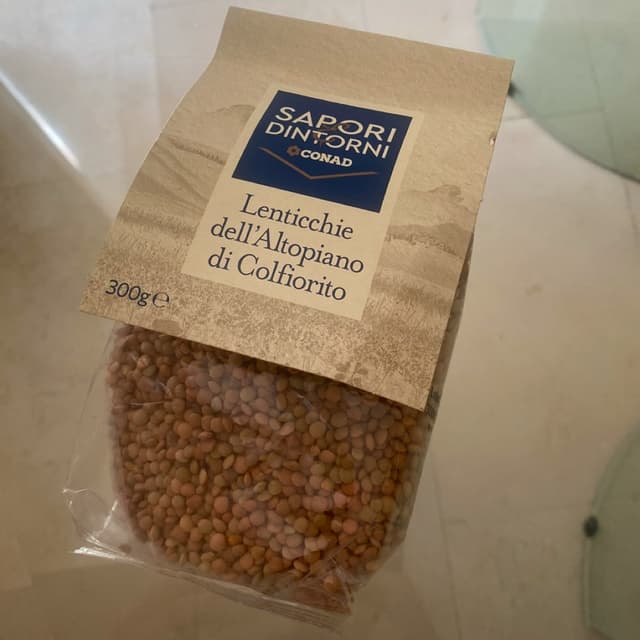 SAPORI
& DINTORNI
CONAD
Lenticchie
dell'Altopiano
di Colfiorito
300g ℮